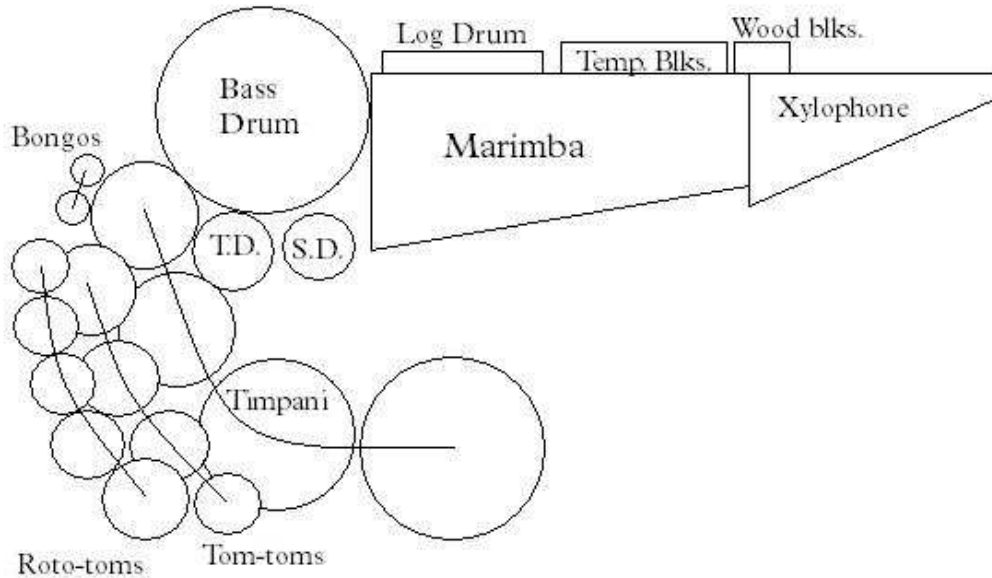 Wood blks.
Log Drum
Temp. Blks.
Bass
Drum
Xylophone
Bongos
Marimba
T.D.
S.D.
Timpani
Tom-toms
Roto-toms